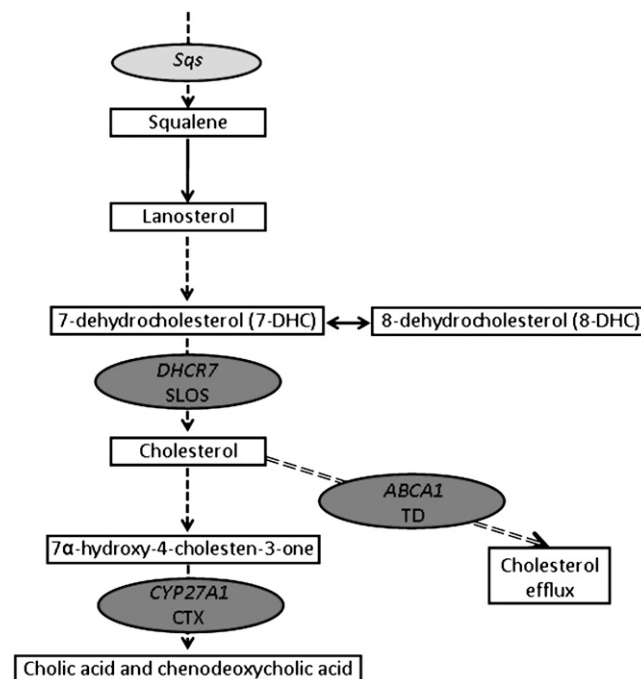 Sqs
Squalene
Lanosterol
7-dehydrocholesterol (7-DHC)
8-dehydrocholesterol (8-DHC)
DHCR7
SLOS
Cholesterol
ABCA1
TD
7α-hydroxy-4-cholesten-3-one
Cholesterol
efflux
CYP27A1
CTX
Cholic acid and chenodeoxycholic acid